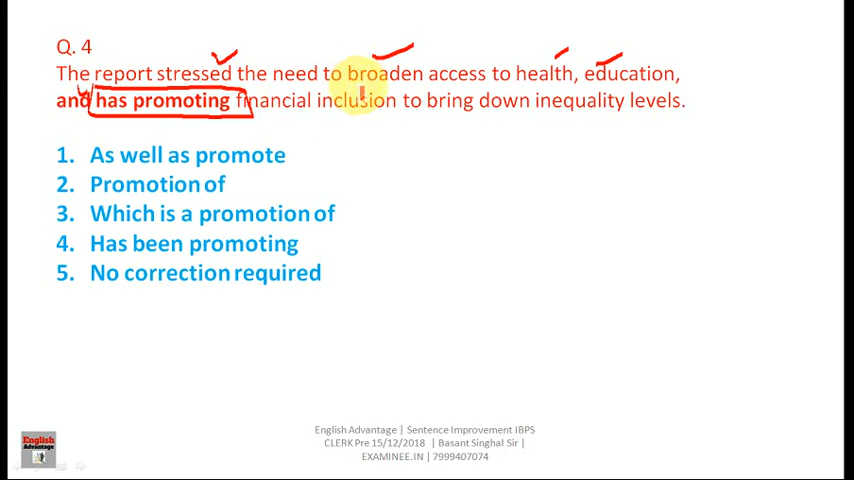 Q. 4
The report stressed the need to broaden access to health, education,
and has promoting financial inclusion to bring down inequality levels.
1. As well as promote
2. Promotion of
3. Which is a promotion of
4. Has been promoting
5. No correction required
English Advantage | Sentence Improvement IBPS
CLERK Pre 15/12/2018 | Basant Singhal Sir |
EXAMINEE.IN | 7999407074
English
Advantage